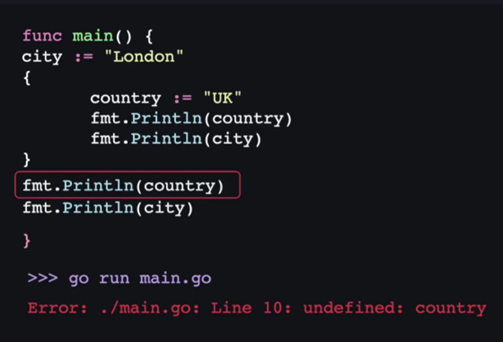 func main() {
city := "London"
{
country := "UK"
fmt.Println(country)
fmt.Println(city)
}
fmt.Println(country)
fmt.Println(city)
}
>>> go run main.go
Error: ./main.go: Line 10: undefined: country